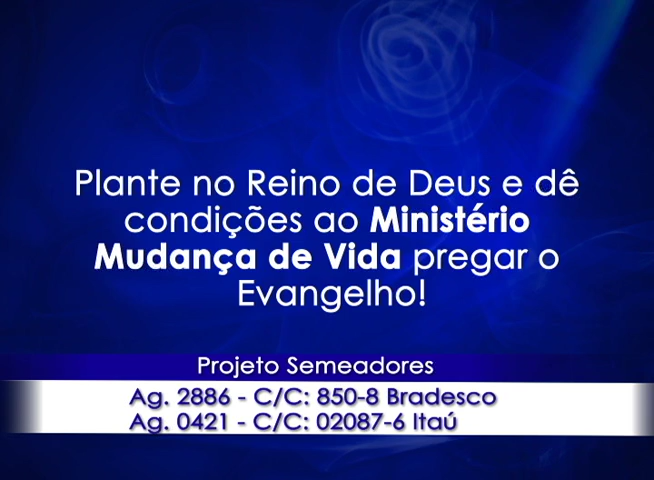 Plante no Reino de Deus e dê
condições ao Ministério
Mudança de Vida pregar o
Evangelho!
Projeto Semeadores
Ag. 2886 - C/C: 850-8 Bradesco
Ag. 0421 - C/C: 02087-6 Itaú